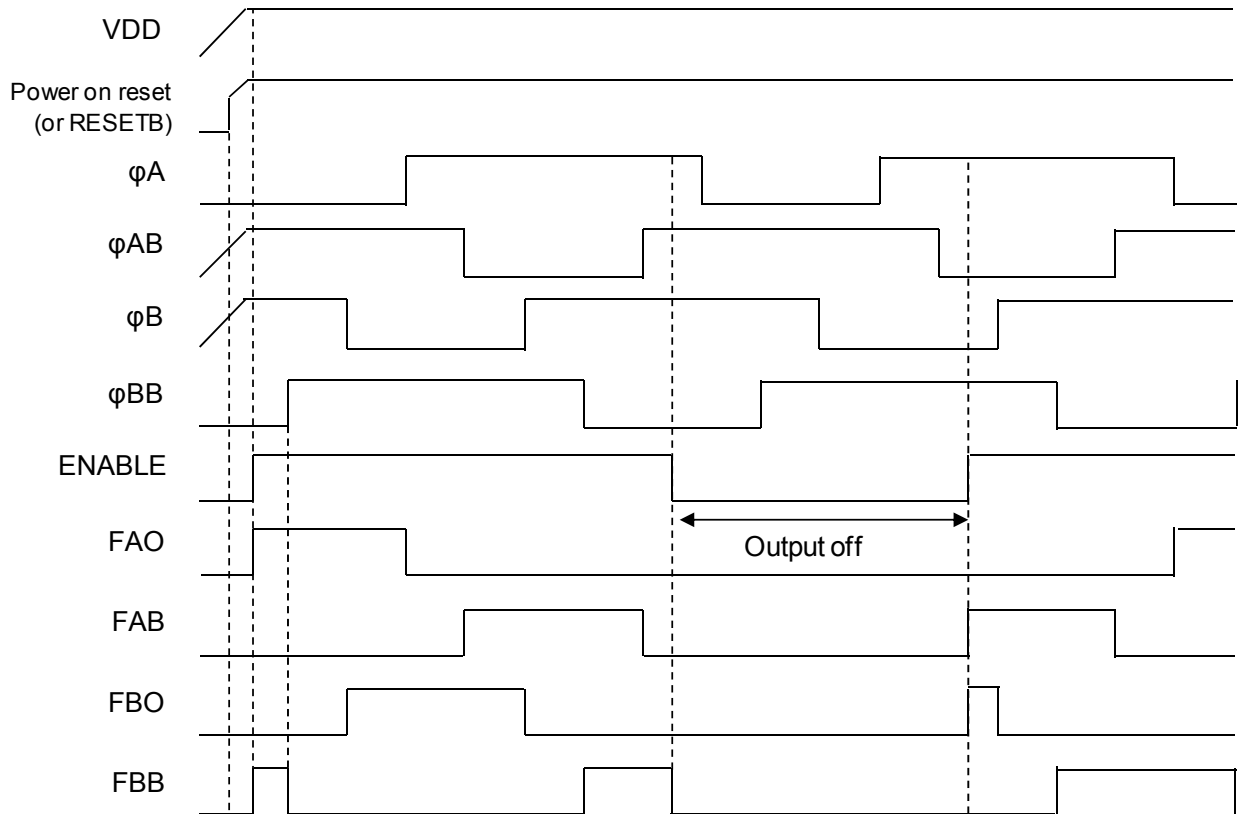 VDD
Power on reset
(or RESETB)
φA
φAB
φB
φBB
ENABLE
Output off
FAO
FAB
FBO
FBB